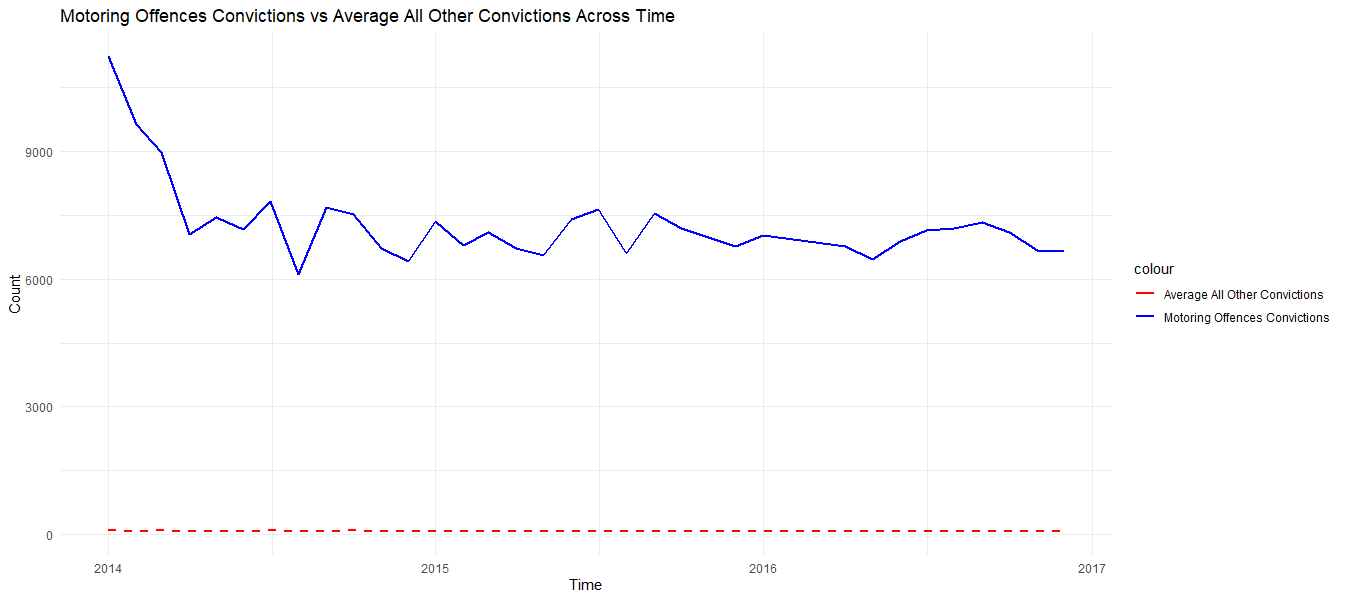 Motoring Offences Convictions vs Average All Other Convictions Across Time
9000
6000
3000
0
Count
2014 2015 2016 2017
Time
colour
Average All Other Convictions
Motoring Offences Convictions